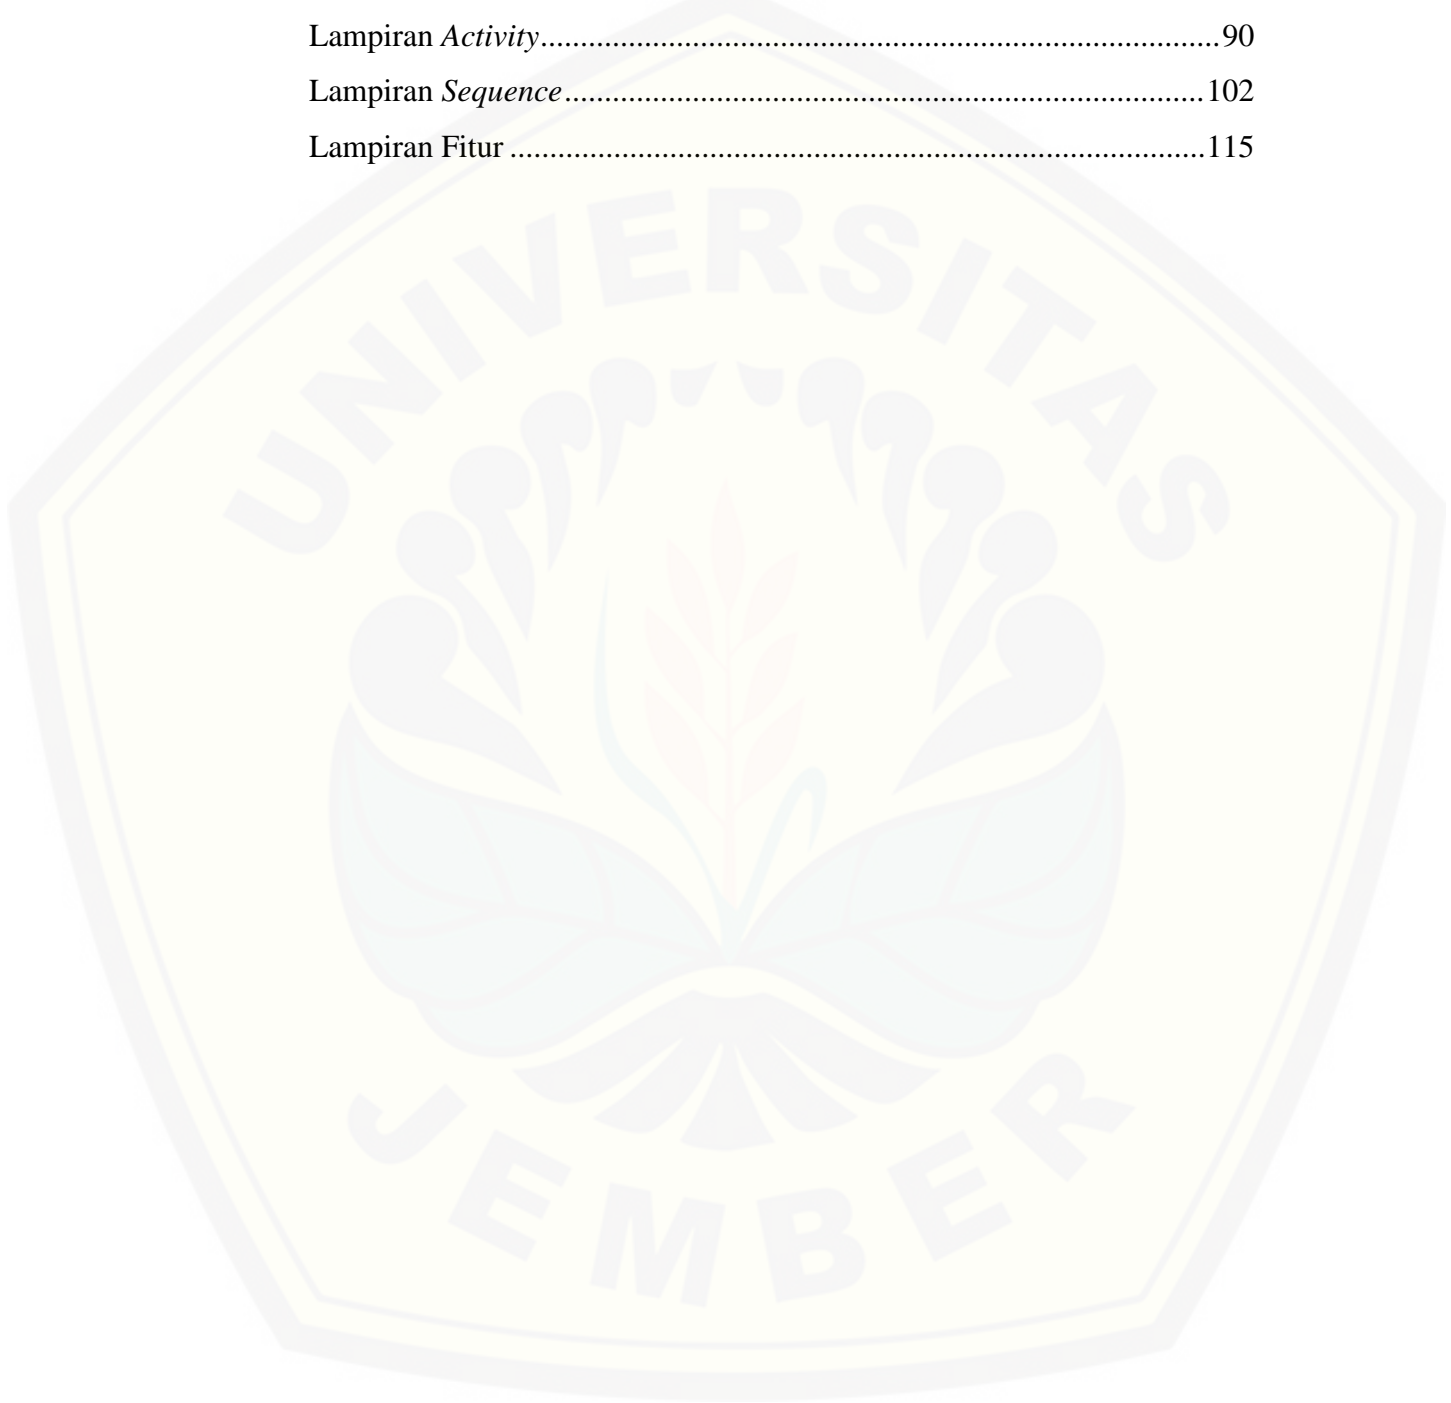 Lampiran Activity....................................................................................90
Lampiran Sequence...............................................................................102
Lampiran Fitur ......................................................................................115
UNIVERSITAS
JEMBER